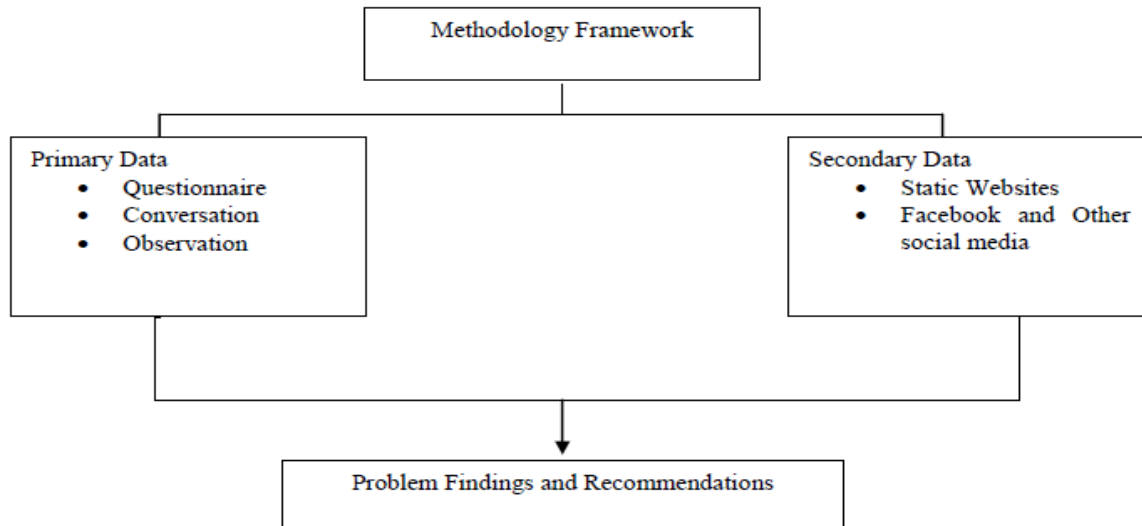 Methodology Framework
Primary Data
• Questionnaire
• Conversation
• Observation
Secondary Data
• Static Websites
• Facebook and Other
social media
Problem Findings and Recommendations